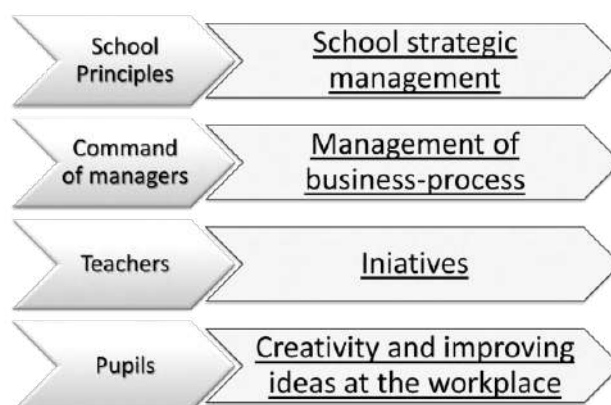 School
Principles
School strategic
management
Command
of managers
Management of
business-process
Teachers
Iniatives
Pupils
Creativity and improving
ideas at the workplace